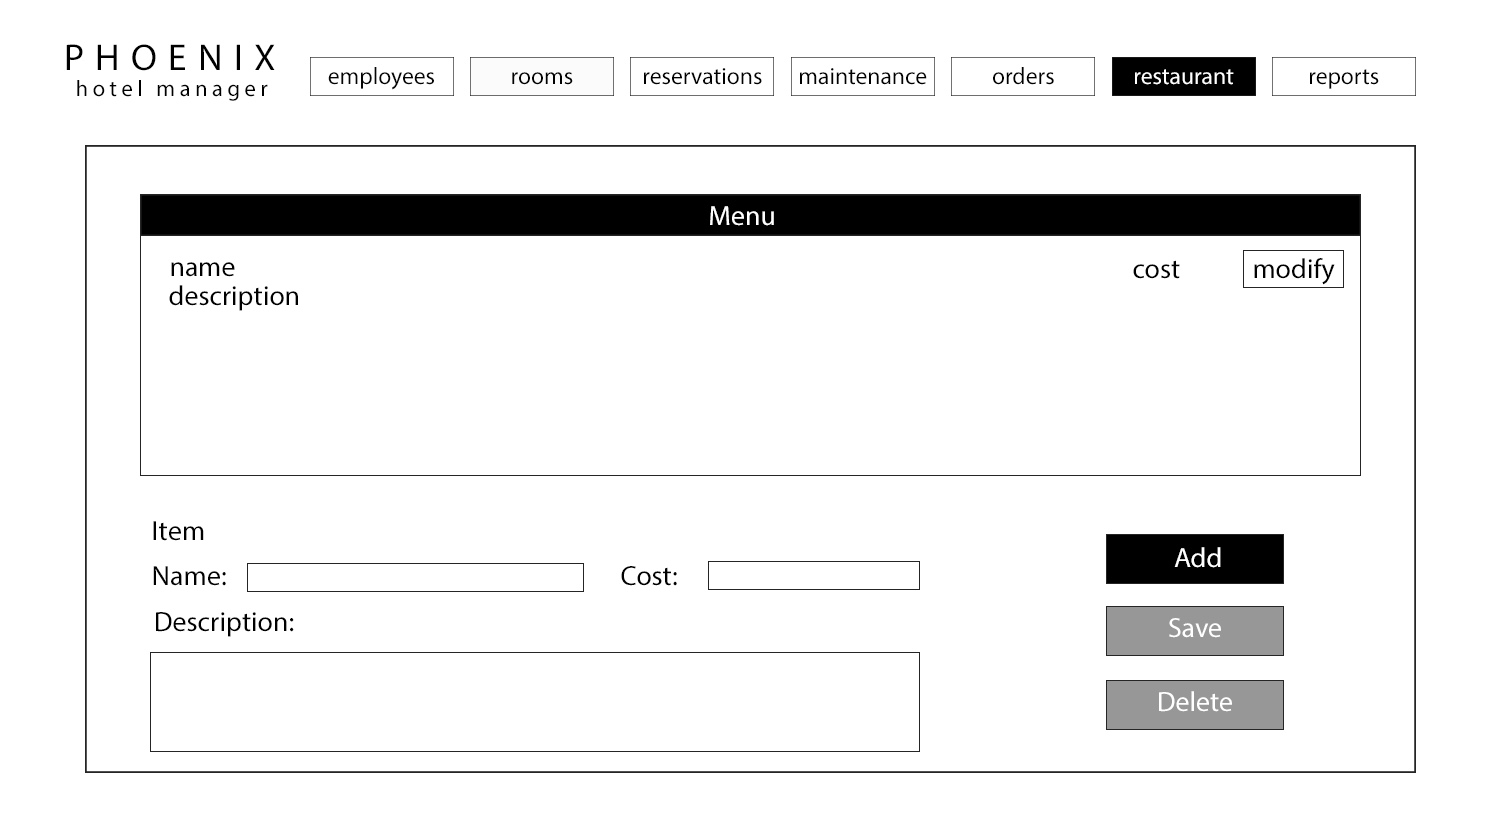 PHOENIX
hotel manager
employees
rooms
reservations
maintenance
orders
restaurant
reports
Menu
name
cost
modify
description
Item
Add
Name:
Cost:
Description:
Save
Delete